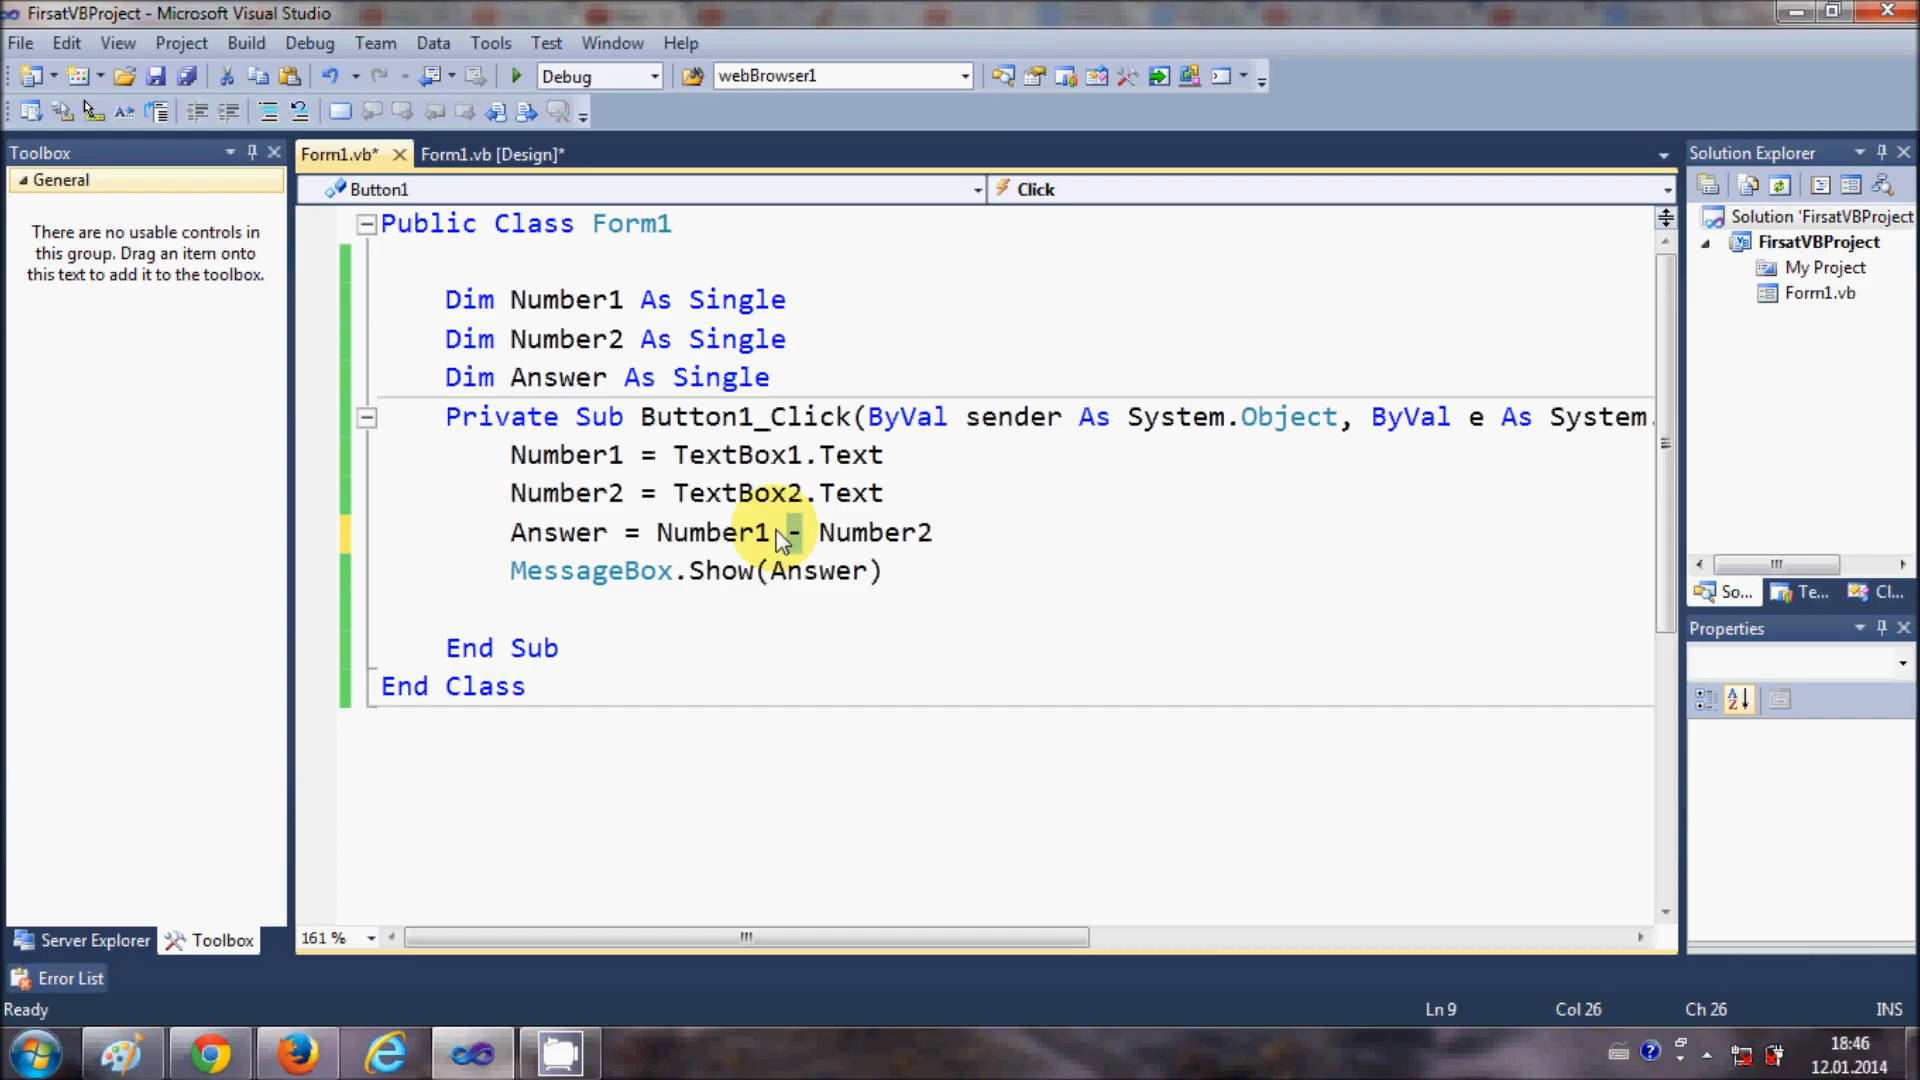 FirsatVBProject - Microsoft Visual Studio
File Edit View Project Build Debug Team Data Tools Test Window Help
Debug webBrowser1
Toolbox
General
There are no usable controls in
this group. Drag an item onto
this text to add it to the toolbox.
Form1.vb* Form1.vb [Design]*
Button1 Click
Public Class Form1
Dim Number1 As Single
Dim Number2 As Single
Dim Answer As Single
Private Sub Button1_Click(ByVal sender As System.Object, ByVal e As System.
Number1 = TextBox1.Text
Number2 = TextBox2.Text
Answer = Number1 - Number2
MessageBox.Show(Answer)
End Sub
End Class
161 %
Solution Explorer
Solution 'FirsatVBProject
FirsatVBProject
My Project
Form1.vb
So... Te... Cl...
Properties
Server Explorer Toolbox
Error List
Ready Ln 9 Col 26 Ch 26 INS
18:46
12.01.2014